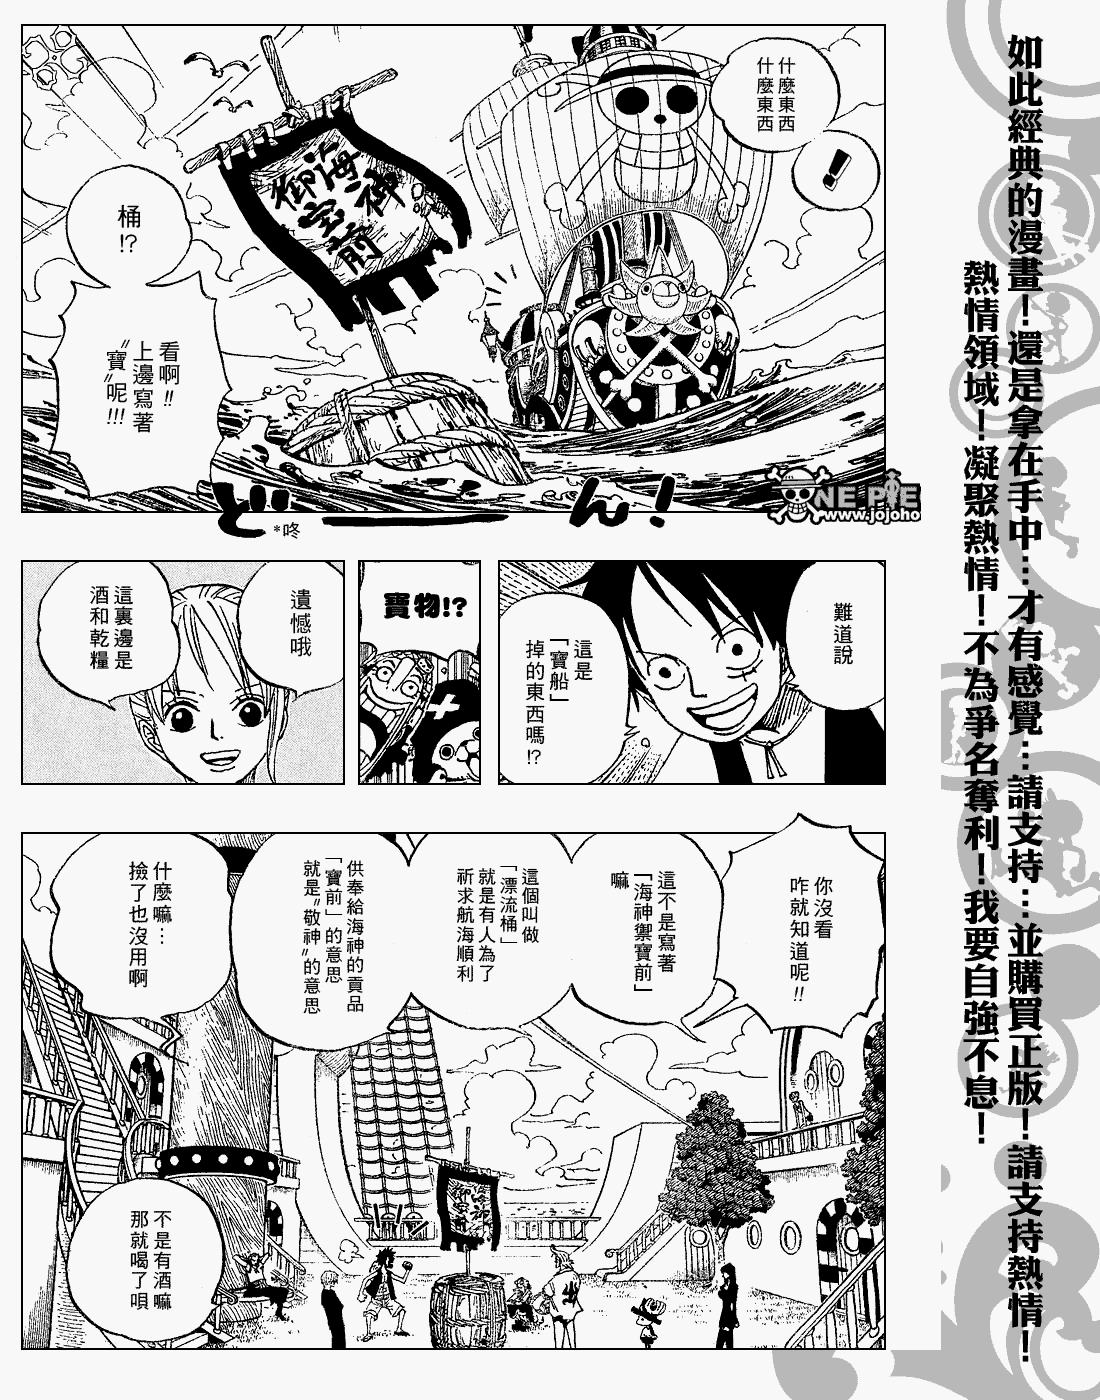 什麼東西
什麼東西
!
海神
御宝前
桶!?
看啊!!
上邊寫著
〝寶〞呢!!!
どーん!
*咚
ONE PIE
www.jojoho
難道說
這是
「寶船」
掉的東西嗎!?
寶物!?
遺憾哦
這裏邊是
酒和乾糧
你沒看
咋就知道呢!!
這不是寫著
「海神禦寶前」
嘛
這個叫做
「漂流桶」
就是有人為了
祈求航海順利
供奉給海神的貢品
「寶前」的意思
就是〝敬神〞的意思
什麼嘛…
撿了也沒用啊
海神
御宝前
不是有酒嘛
那就喝了唄
如此經典的漫畫！還是拿在手中…才有感覺…請支持…並購買正版！請支持熱情！
熱情領域！凝聚熱情！不為爭名奪利！我要自強不息！